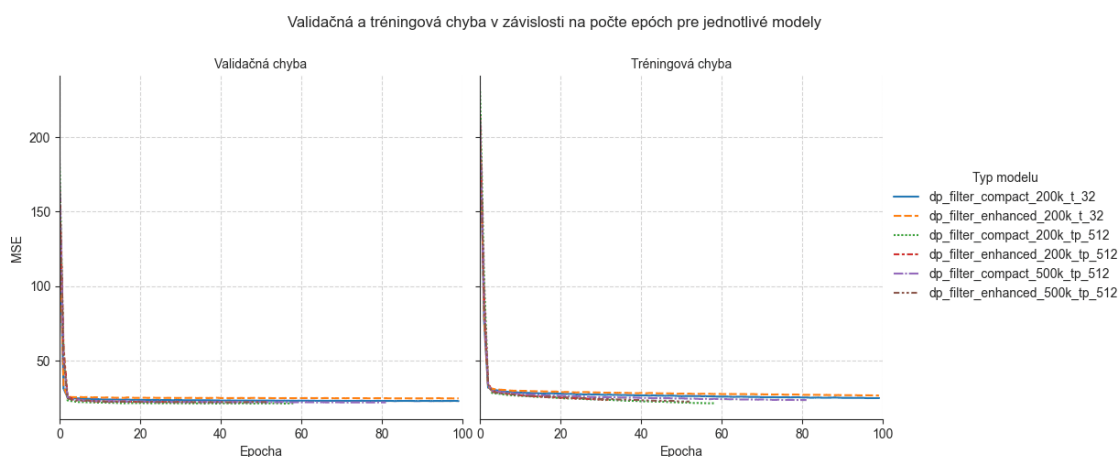 Validačná a tréningová chyba v závislosti na počte epóch pre jednotlivé modely
Validačná chyba
Tréningová chyba
MSE
200
150
100
50
0 20 40 60 80 100
0 20 40 60 80 100
Epocha
Epocha
Typ modelu
dp_filter_compact_200k_t_32
dp_filter_enhanced_200k_t_32
dp_filter_compact_200k_tp_512
dp_filter_enhanced_200k_tp_512
dp_filter_compact_500k_tp_512
dp_filter_enhanced_500k_tp_512